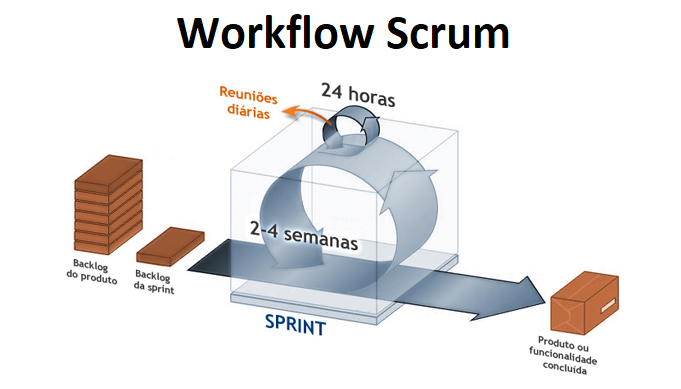 Workflow Scrum
24 horas
Reuniões
diárias
2-4 semanas
Backlog
do produto
Backlog
da sprint
SPRINT
Produto ou
funcionalidade
concluída